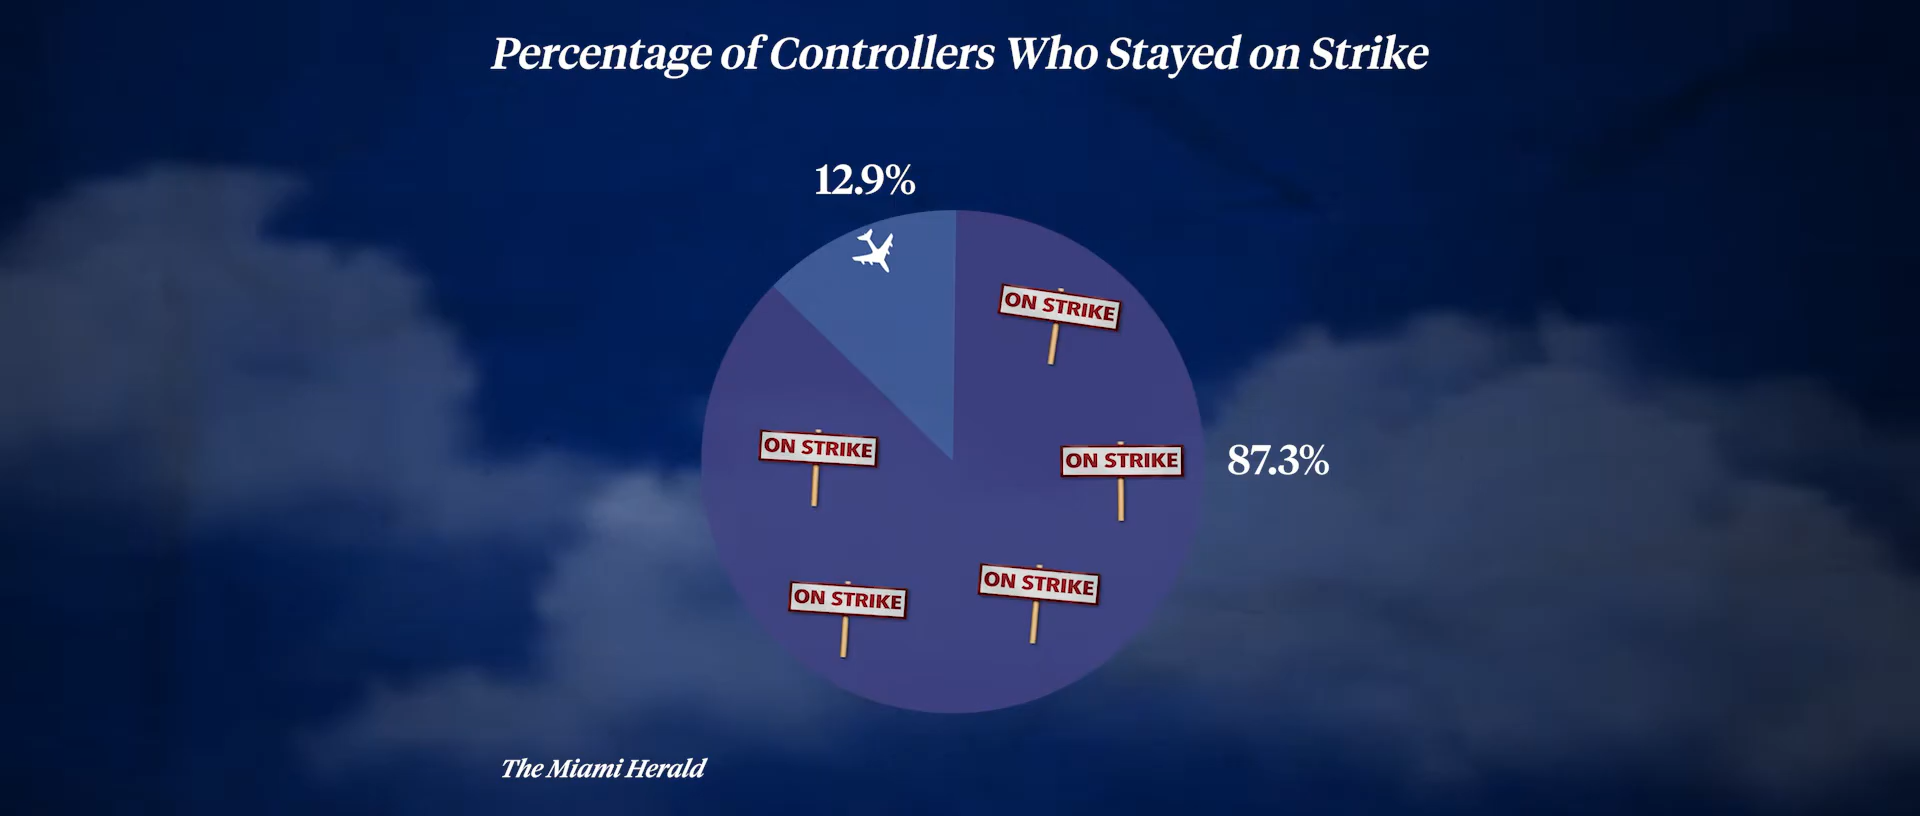 Percentage of Controllers Who Stayed on Strike
12.9%
ON STRIKE
ON STRIKE
ON STRIKE
87.3%
ON STRIKE
ON STRIKE
The Miami Herald